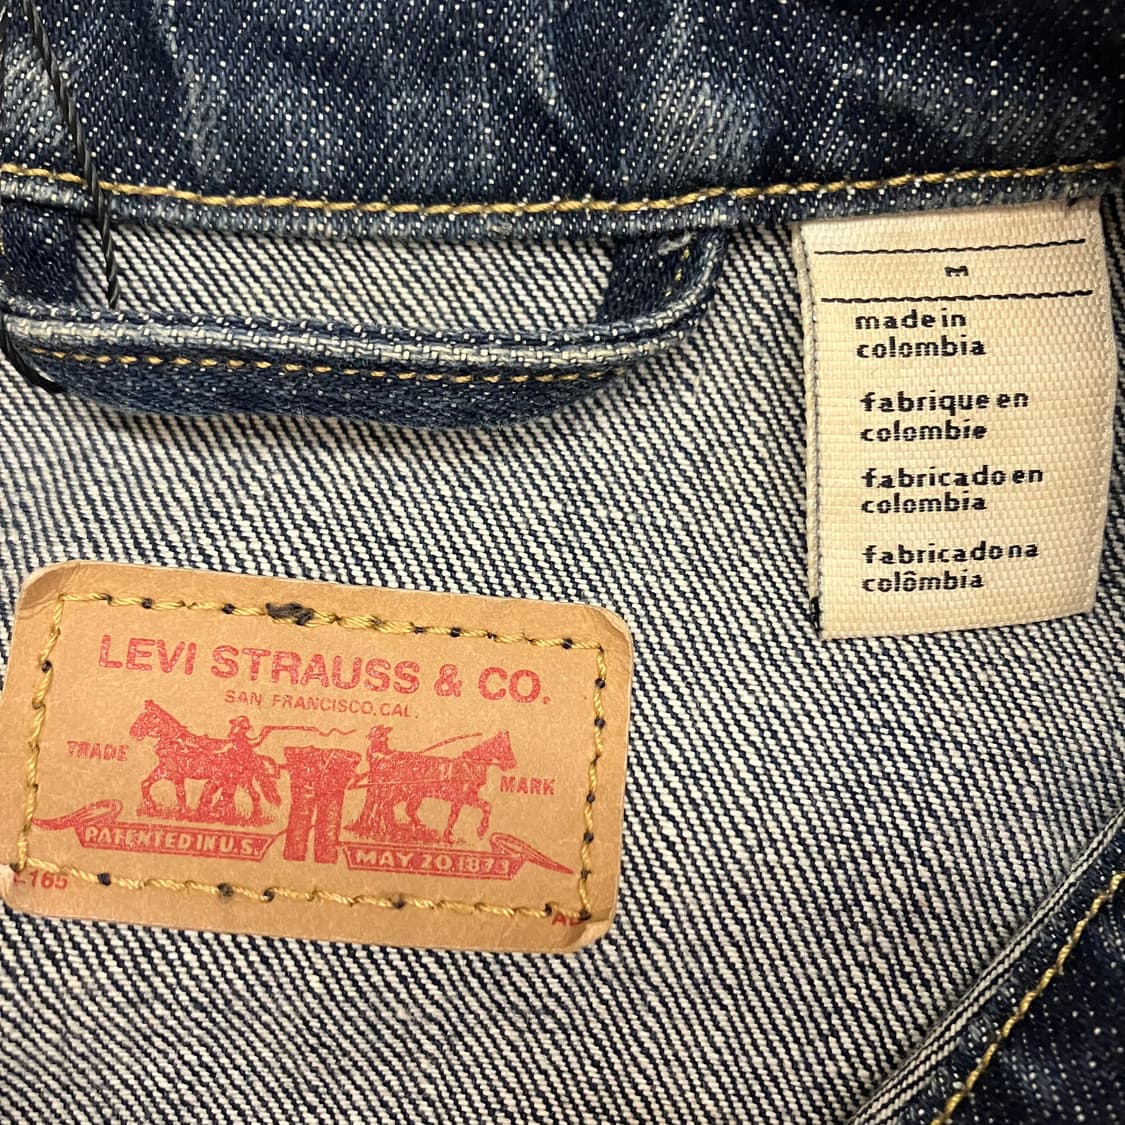 M
made in
colombia
fabrique en
colombie
fabricado en
colombia
fabricado na
colômbia
LEVI STRAUSS & CO.
SAN FRANCISCO, CAL.
TRADE
MARK
PATENTED IN U.S.
MAY 20 1873
165